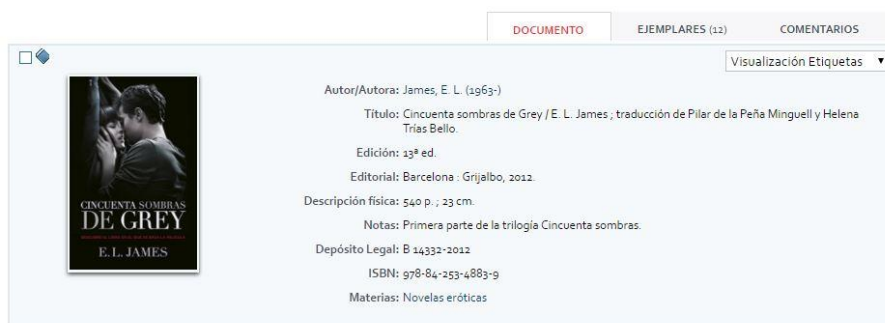 DOCUMENTO
EJEMPLARES (12)
COMENTARIOS
Visualización Etiquetas
Autor/Autora: James, E. L. (1963-)
Título: Cincuenta sombras de Grey / E. L. James ; traducción de Pilar de la Peña Minguell y Helena
Trías Bello.
Edición: 13ª ed.
Editorial: Barcelona : Grijalbo, 2012.
Descripción física: 540 p. ; 23 cm.
Notas: Primera parte de la trilogía Cincuenta sombras.
Depósito Legal: B 14332-2012
ISBN: 978-84-253-4883-9
Materias: Novelas eróticas
CINCUENTA SOMBRAS
DE GREY
E. L. JAMES